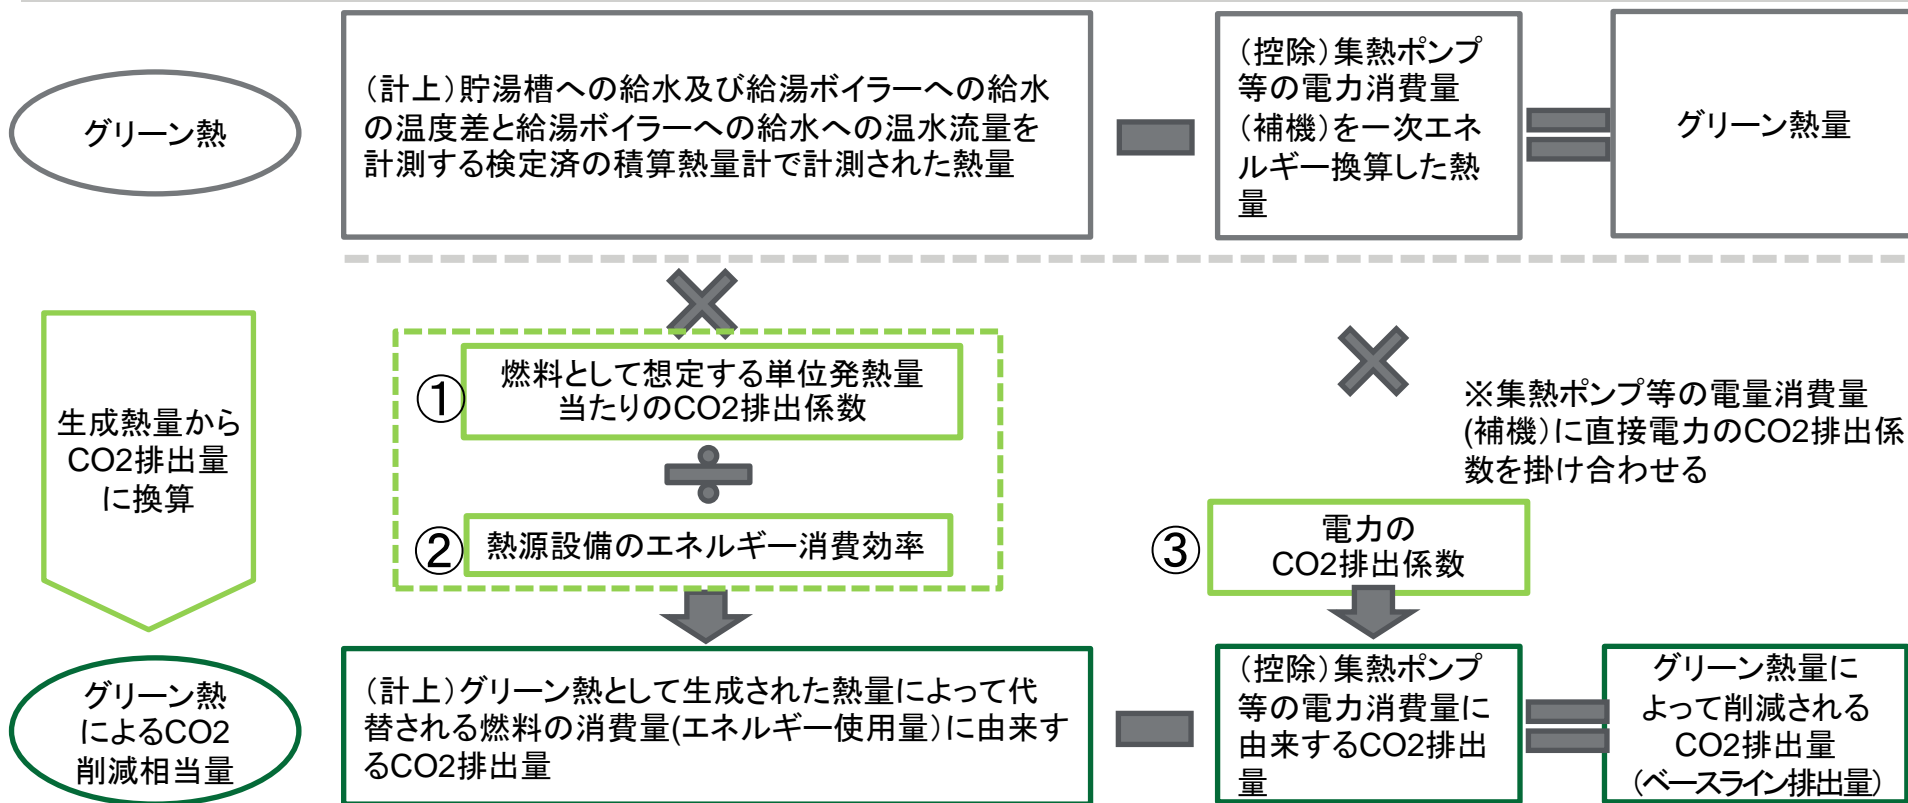 グリーン熱
（計上）貯湯槽への給水及び給湯ボイラーへの給水
の温度差と給湯ボイラーへの給水への温水流量を
計測する検定済の積算熱量計で計測された熱量
（控除）集熱ポンプ
等の電力消費量
（補機）を一次エネ
ルギー換算した熱
量
グリーン熱量
生成熱量から
CO2排出量
に換算
①
燃料として想定する単位発熱量
当たりのCO2排出係数
②
熱源設備のエネルギー消費効率
※集熱ポンプ等の電量消費量
(補機）に直接電力のCO2排出係
数を掛け合わせる
③
電力の
CO2排出係数
グリーン熱
によるCO2
削減相当量
（計上）グリーン熱として生成された熱量によって代
替される燃料の消費量(エネルギー使用量）に由来す
るCO2排出量
（控除）集熱ポンプ
等の電力消費量に
由来するCO2排出
量
グリーン熱量に
よって削減される
CO2排出量
（ベースライン排出量）